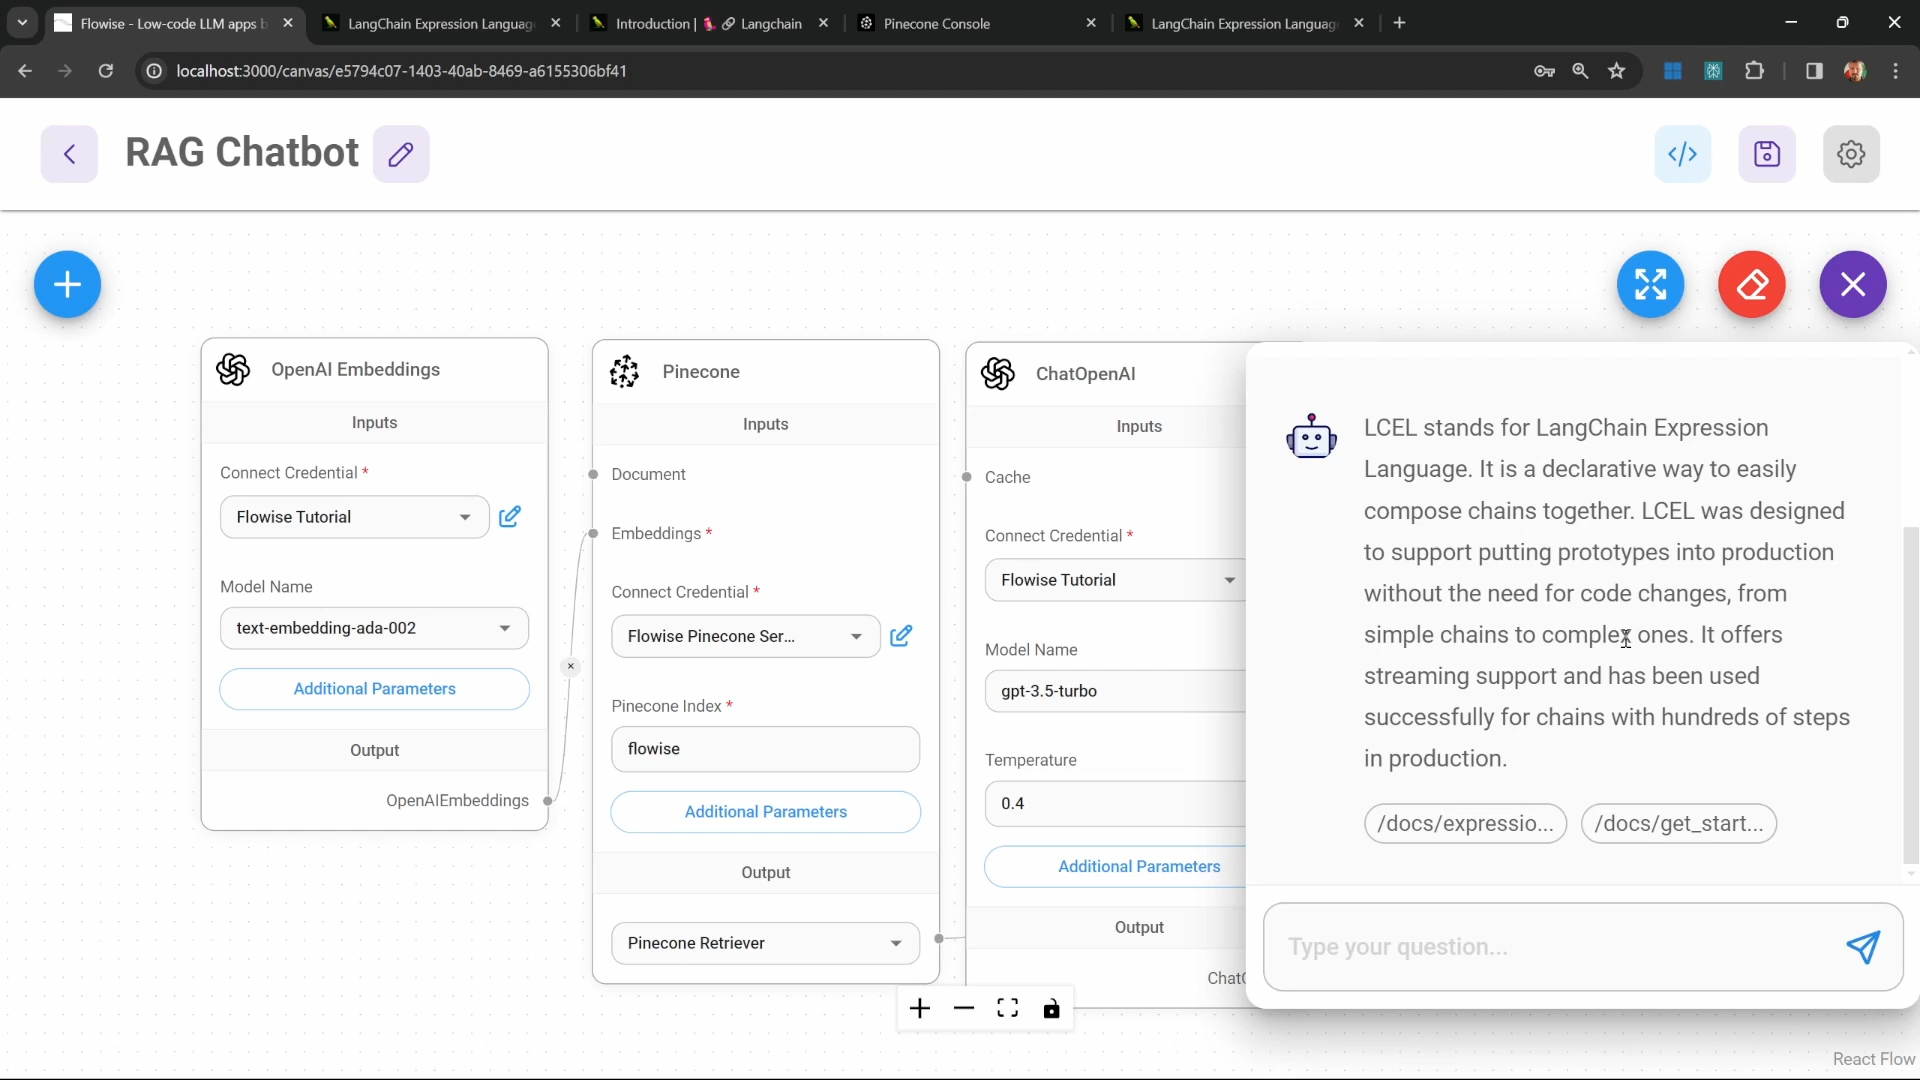 Flowise - Low-code LLM apps b
LangChain Expression Languag
Introduction | Langchain
Pinecone Console
LangChain Expression Languag
localhost:3000/canvas/e5794c07-1403-40ab-8469-a6155306bf41
RAG Chatbot
OpenAI Embeddings
Inputs
Connect Credential *
Flowise Tutorial
Model Name
text-embedding-ada-002
Additional Parameters
Output
OpenAIEmbeddings
Pinecone
Inputs
Document
Embeddings *
Connect Credential *
Flowise Pinecone Ser...
Pinecone Index *
flowise
Additional Parameters
Output
Pinecone Retriever
ChatOpenAI
Inputs
Cache
Connect Credential *
Flowise Tutorial
Model Name
gpt-3.5-turbo
Temperature
0.4
Additional Parameters
Output
ChatO
LCEL stands for LangChain Expression
Language. It is a declarative way to easily
compose chains together. LCEL was designed
to support putting prototypes into production
without the need for code changes, from
simple chains to complex ones. It offers
streaming support and has been used
successfully for chains with hundreds of steps
in production.
/docs/expressio...
/docs/get_start...
Type your question...
React Flow